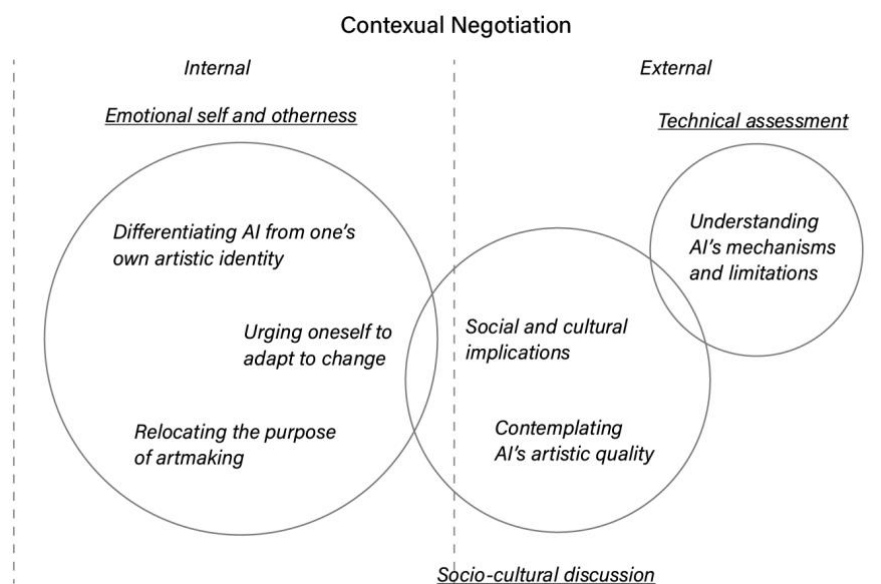 Contexual Negotiation
Internal
External
Emotional self and otherness
Technical assessment
Differentiating AI from one's
own artistic identity
Understanding
AI's mechanisms
and limitations
Urging oneself to
adapt to change
Social and cultural
implications
Relocating the purpose
of artmaking
Contemplating
AI's artistic quality
Socio-cultural discussion